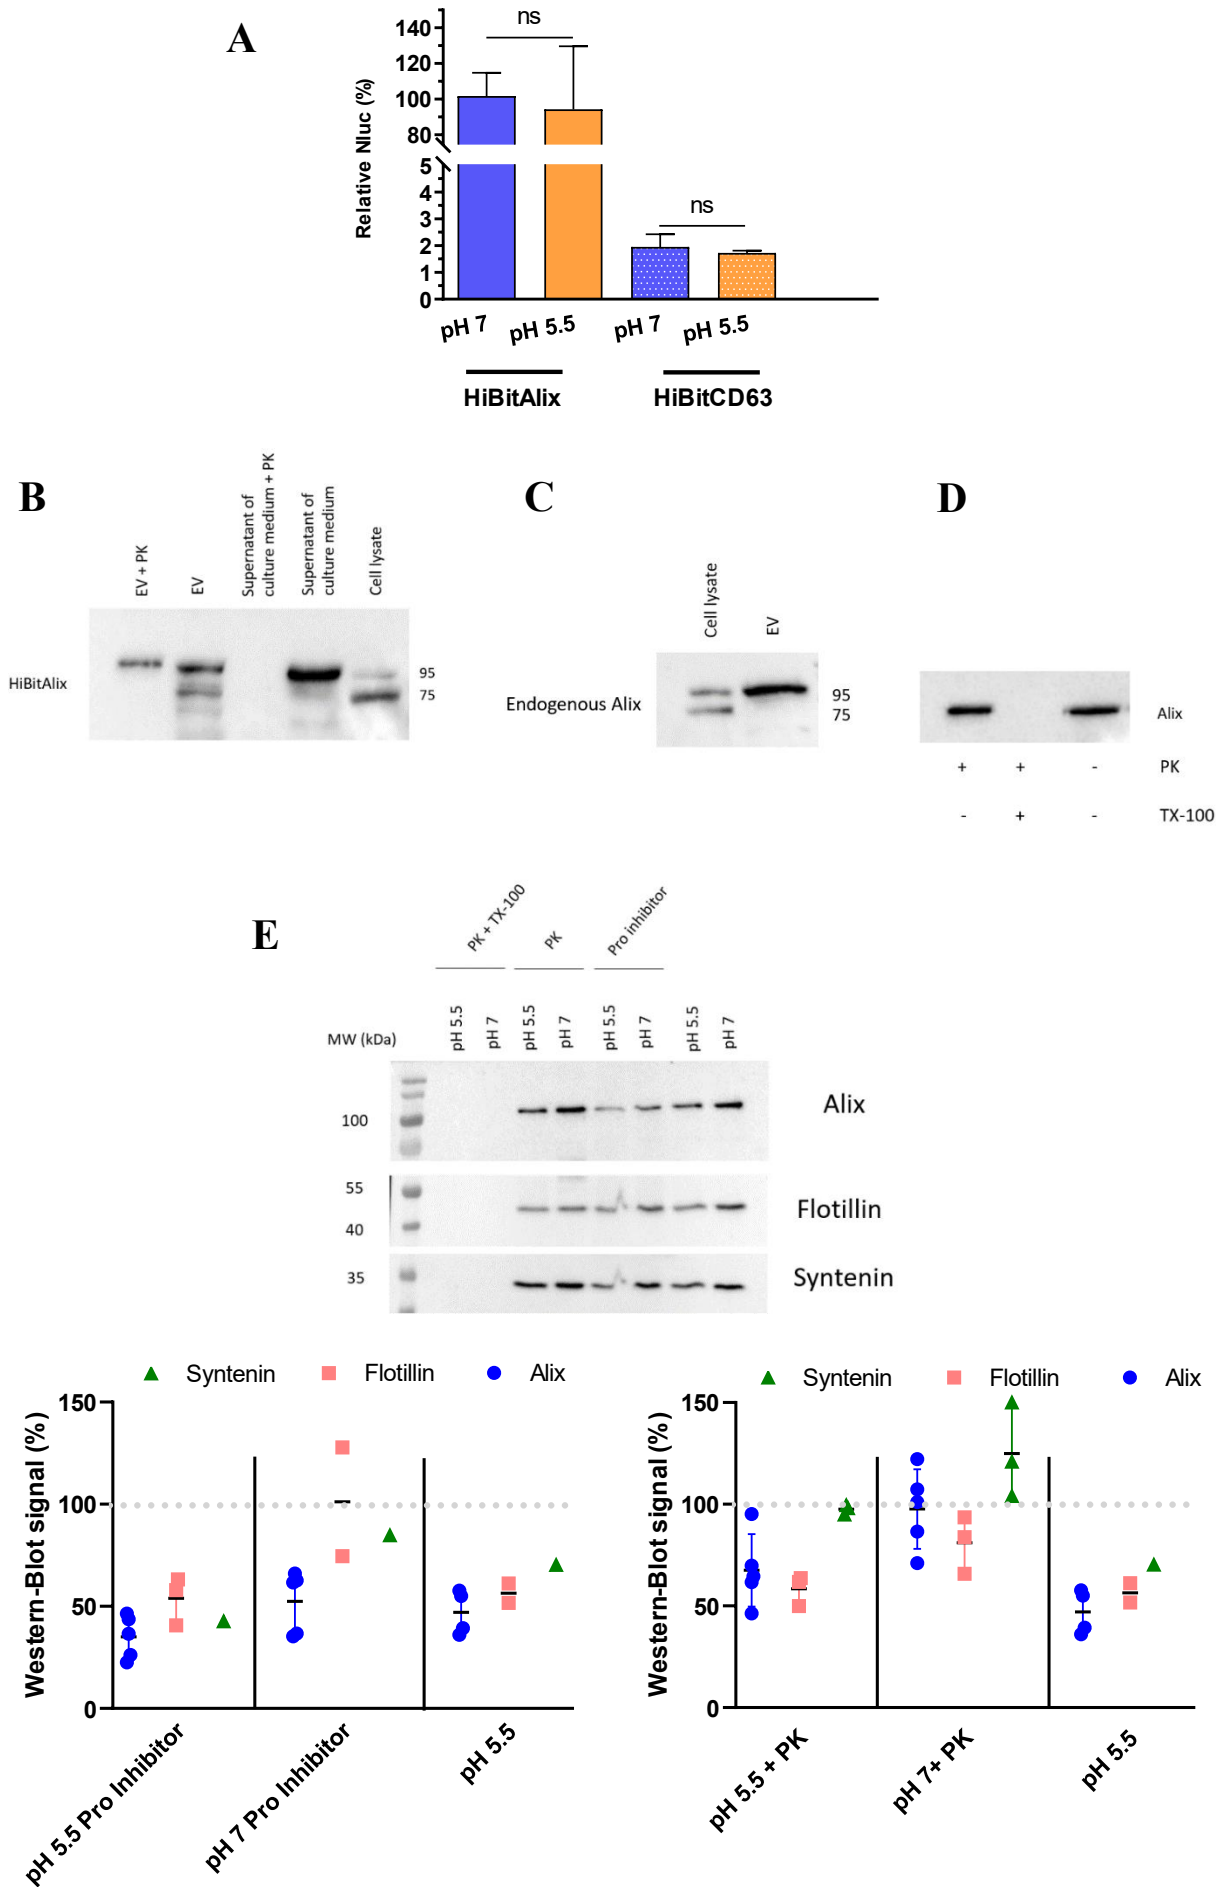 A
Relative Nluc (%)
140
120
100
80
5
4
3
2
1
0
ns
ns
pH 7
pH 5.5
pH 7
pH 5.5
HiBitAlix
HiBitCD63
B
EV + PK
EV
Supernatant of
culture medium + PK
Supernatant of
culture medium
Cell lysate
HiBitAlix
95
75
C
Cell lysate
EV
Endogenous Alix
95
75
D
Alix
+
+
-
PK
-
+
-
TX-100
E
PK + TX-100
PK
Pro inhibitor
MW (kDa)
pH 5.5
pH 7
pH 5.5
pH 7
pH 5.5
pH 7
pH 5.5
pH 7
100
Alix
55
40
Flotillin
35
Syntenin
Syntenin
Flotillin
Alix
Western-Blot signal (%)
150
100
50
0
pH 5.5 Pro Inhibitor
pH 7 Pro Inhibitor
pH 5.5
Syntenin
Flotillin
Alix
Western-Blot signal (%)
150
100
50
0
pH 5.5 + PK
pH 7+ PK
pH 5.5